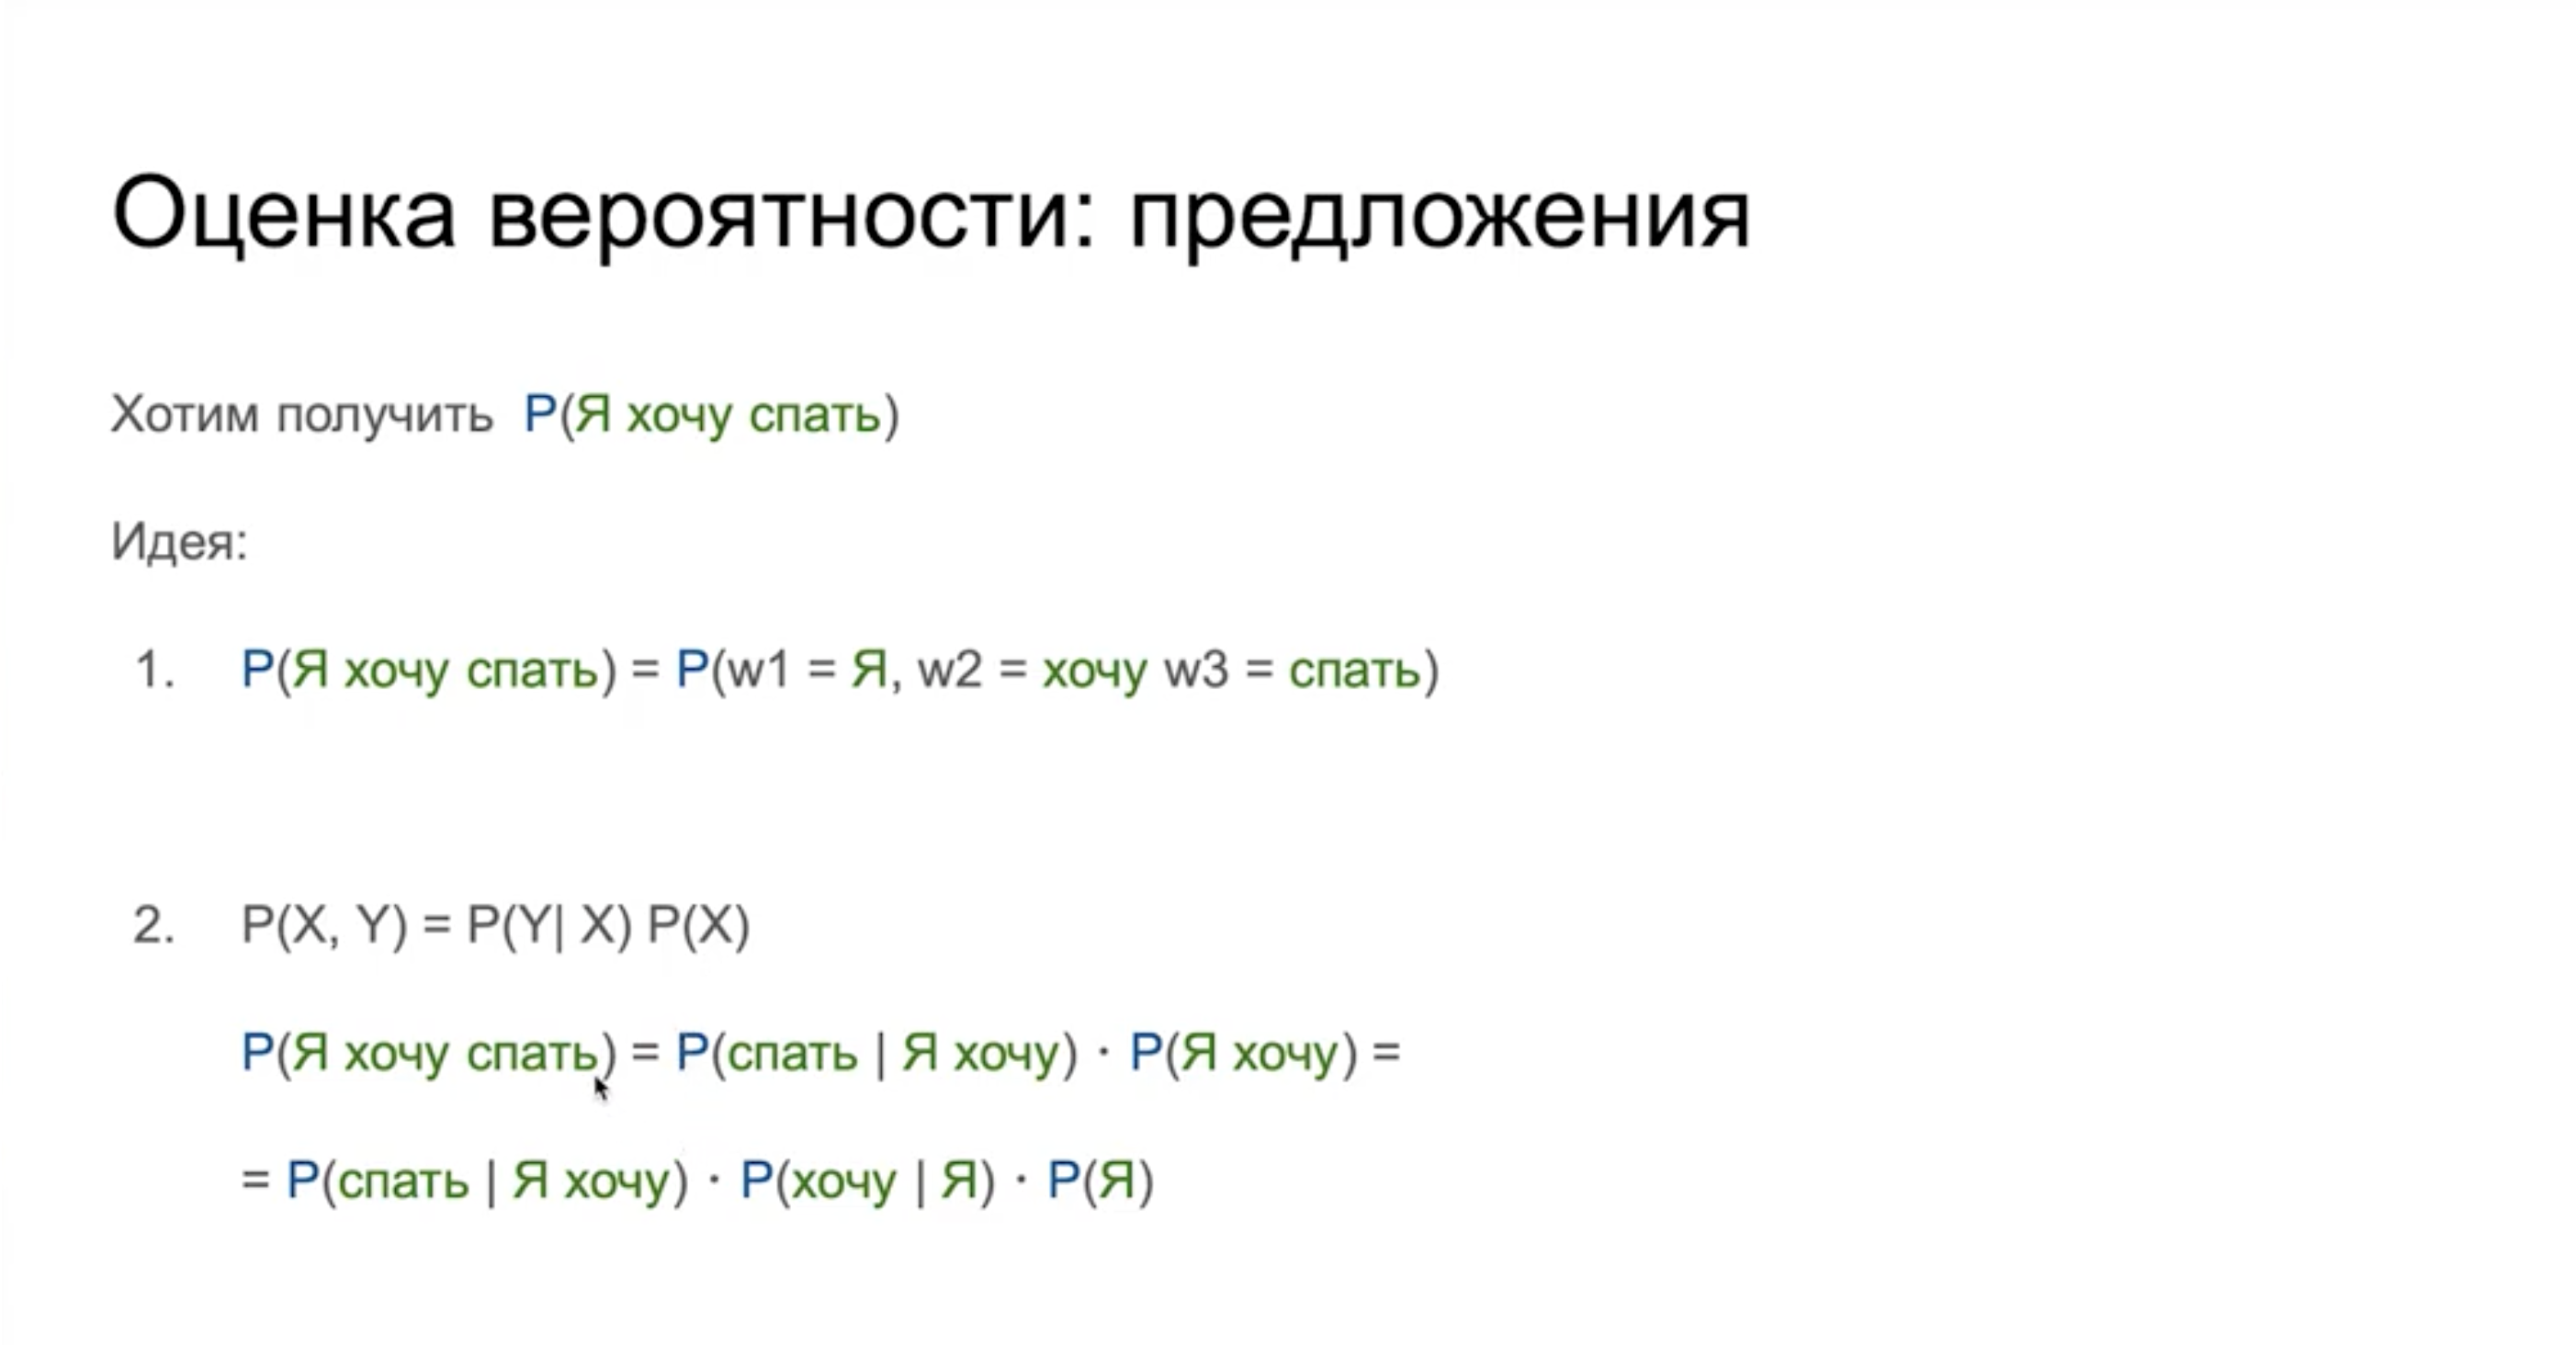 Оценка вероятности: предложения
Хотим получить P(Я хочу спать)
Идея:
1. P(Я хочу спать) = P(w1 = Я, w2 = хочу w3 = спать)
2. P(X, Y) = P(Y| X) P(X)
P(Я хочу спать) = P(спать | Я хочу) · P(Я хочу) =
= P(спать | Я хочу) · P(хочу | Я) · P(Я)